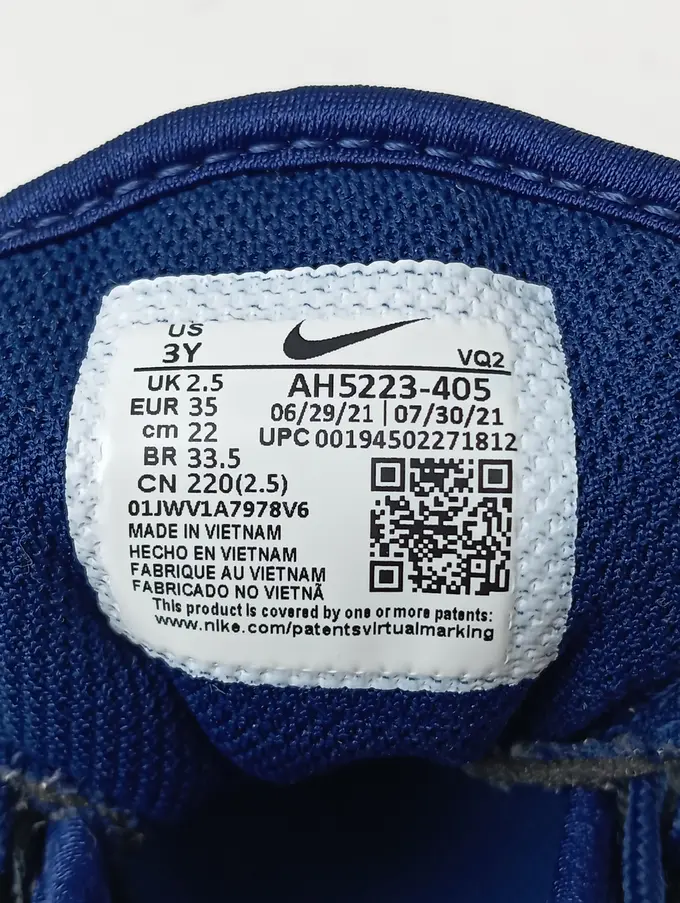 US
3Y
VQ2
UK 2.5
AH5223-405
EUR 35
06/29/21 | 07/30/21
cm 22
UPC 00194502271812
BR 33.5
CN 220(2.5)
01JWV1A7978V6
MADE IN VIETNAM
HECHO EN VIETNAM
FABRIQUE AU VIETNAM
FABRICADO NO VIETNÃ
This product is covered by one or more patents:
www.nike.com/patentsvirtualmarking